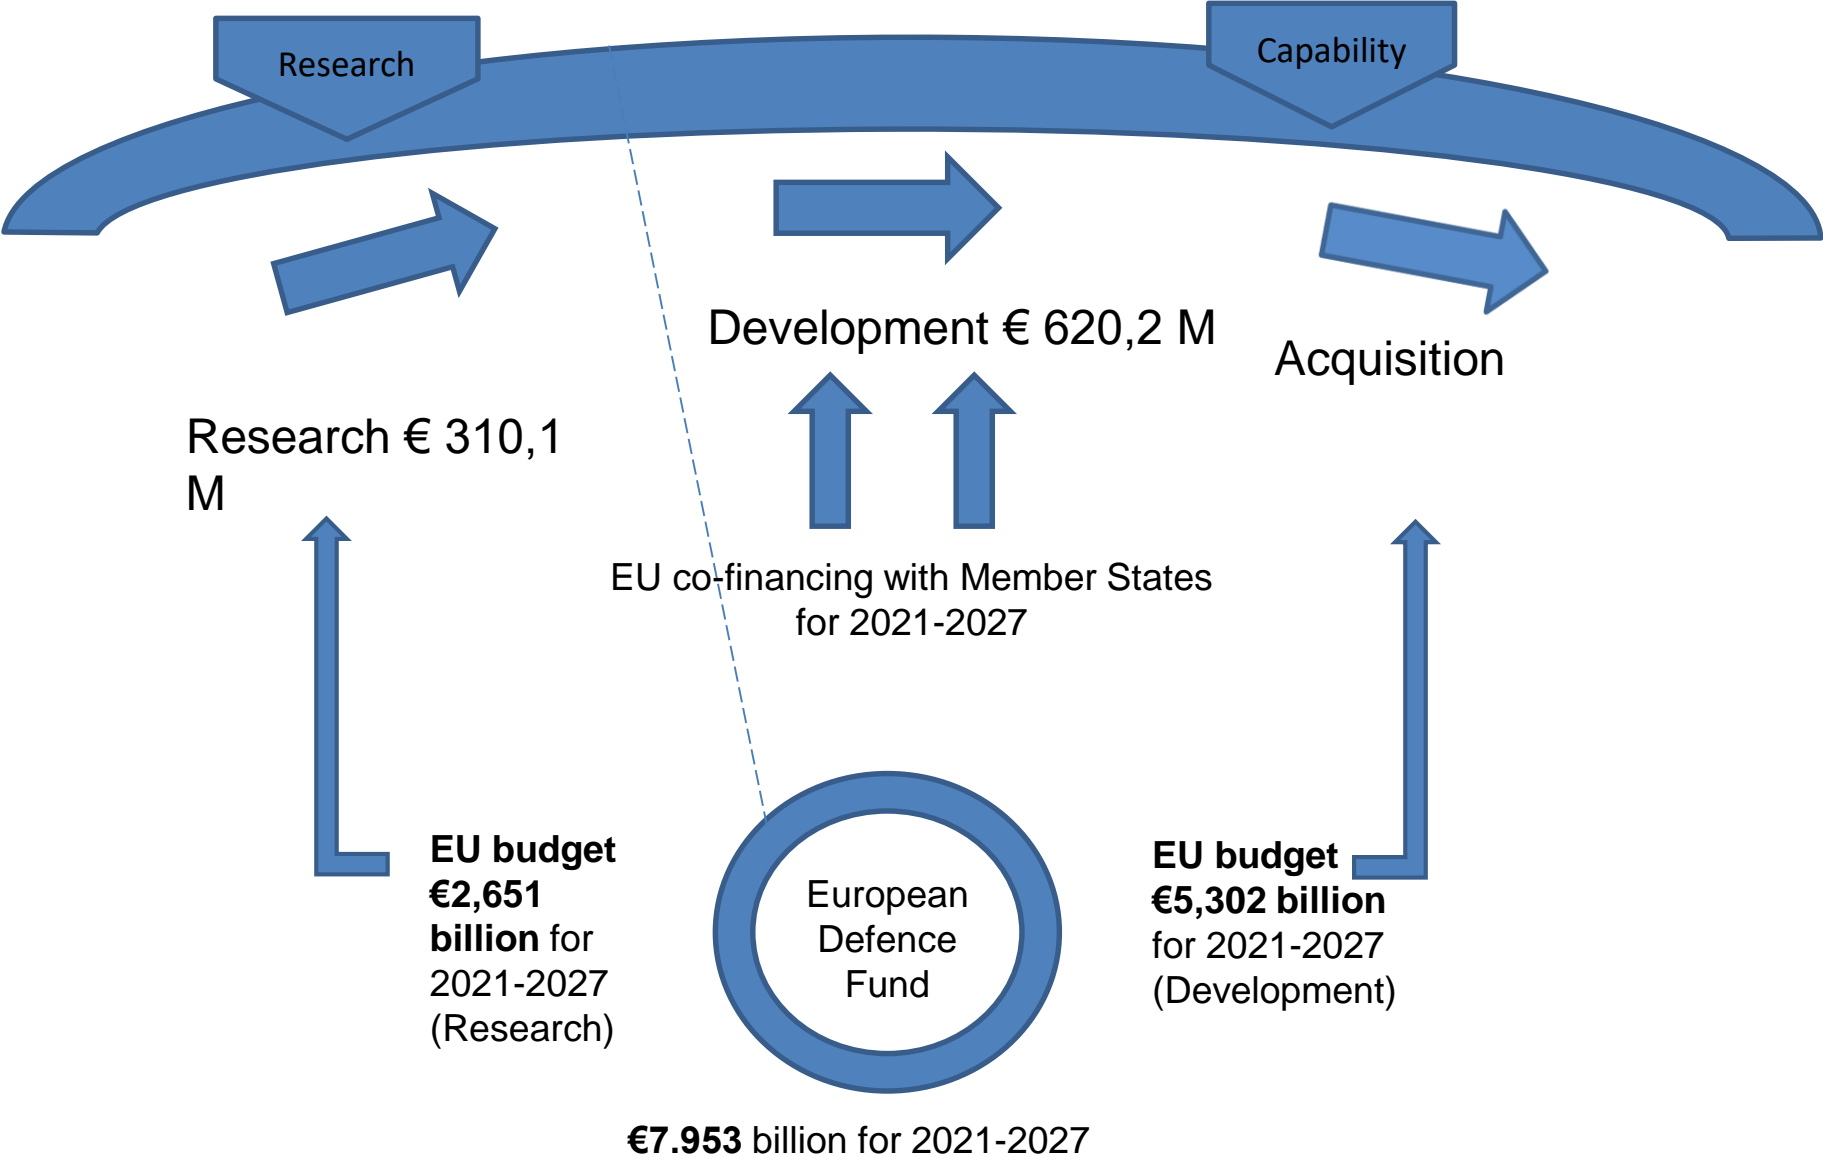 Research
Capability
Development € 620,2 M
Acquisition
Research € 310,1
M
EU co-financing with Member States
for 2021-2027
EU budget
€2,651
billion for
2021-2027
(Research)
European
Defence
Fund
EU budget
€5,302 billion
for 2021-2027
(Development)
€7.953 billion for 2021-2027